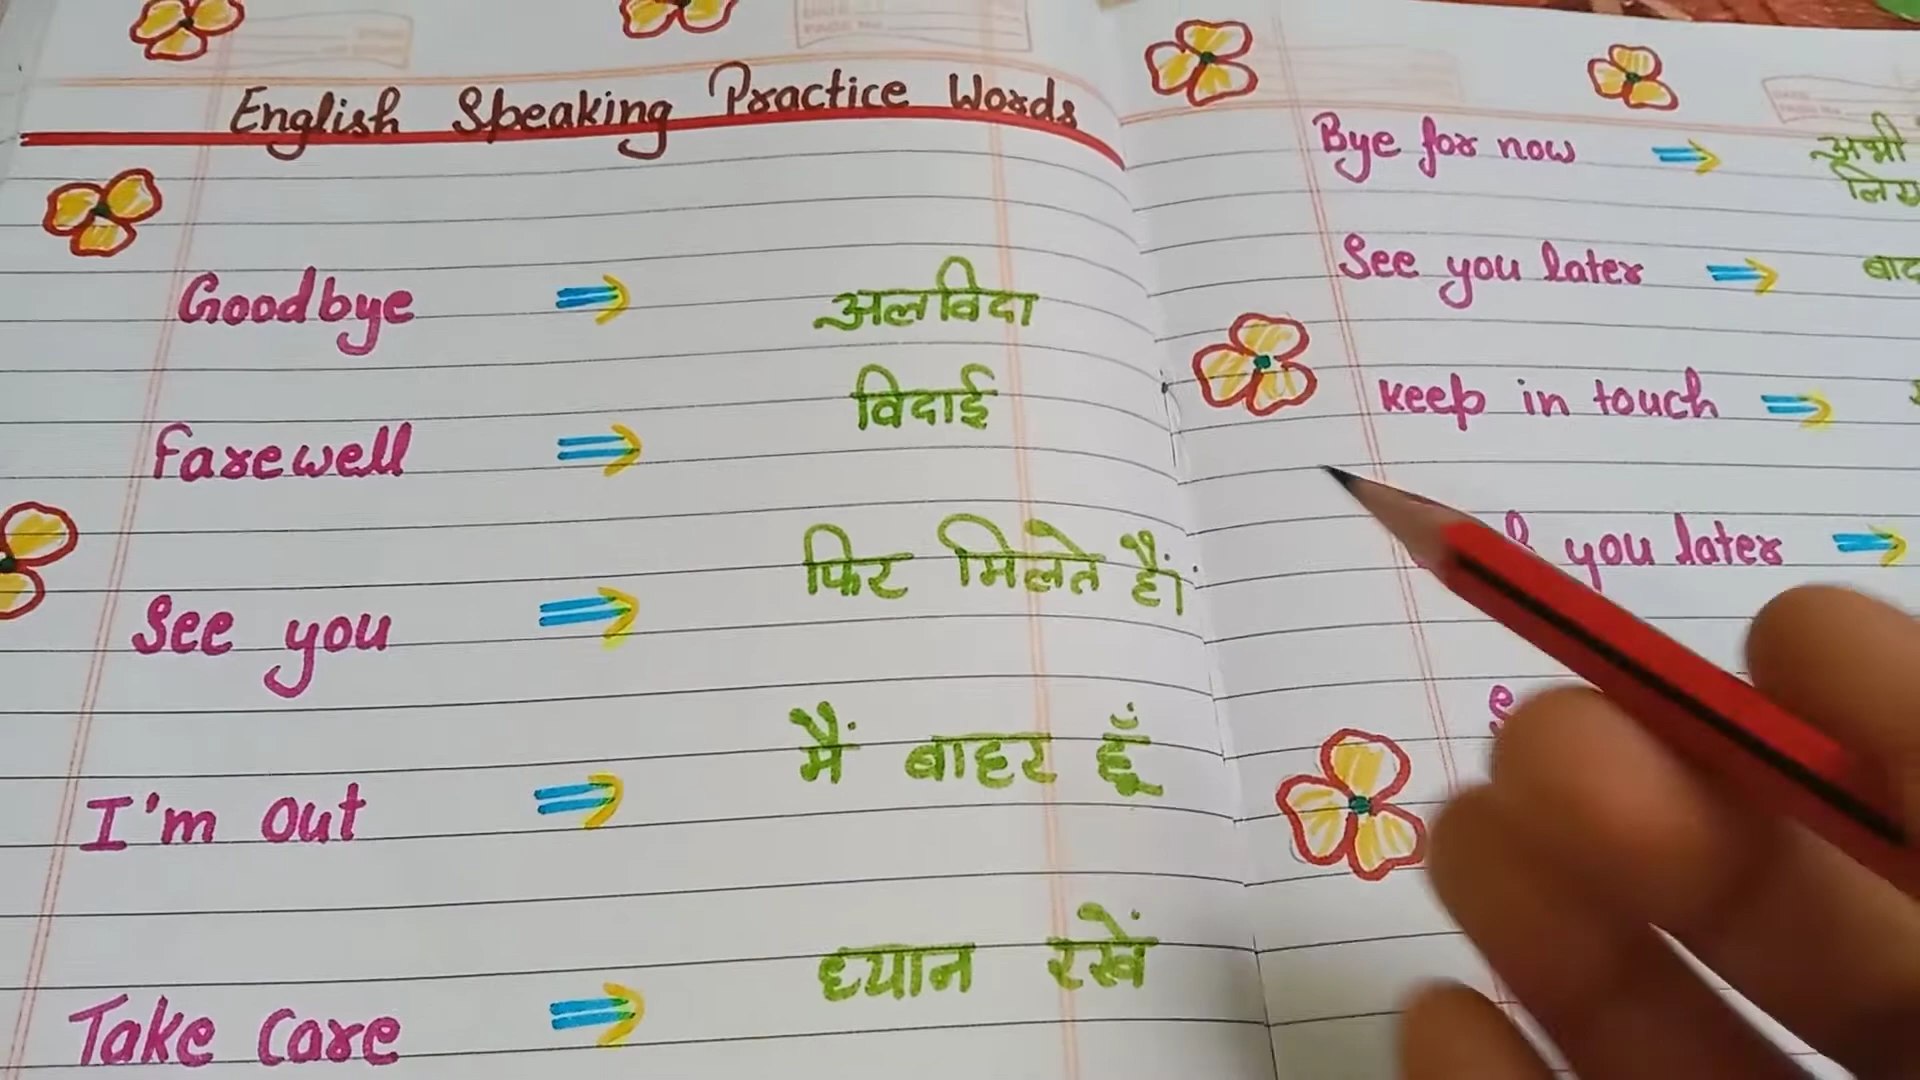 English Speaking Practice Words
Goodbye ⇒ अलविदा
Farewell ⇒ विदाई
See you ⇒ फिर मिलते हैं।
I'm out ⇒ मैं बाहर हूँ
Take Care ⇒ ध्यान रखें
Bye for now ⇒ अभी
See you later ⇒ बाद
keep in touch ⇒
you later ⇒